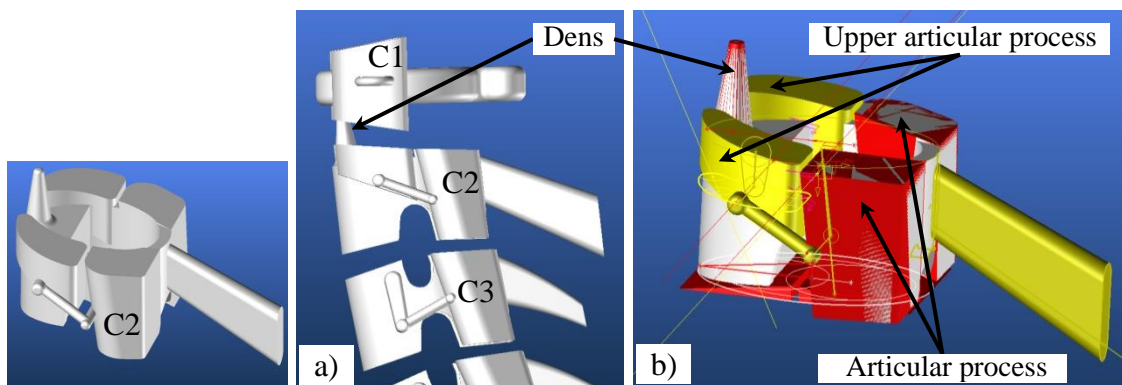 Dens
Upper articular process
C1
C2
C3
C2
a)
b)
Articular process